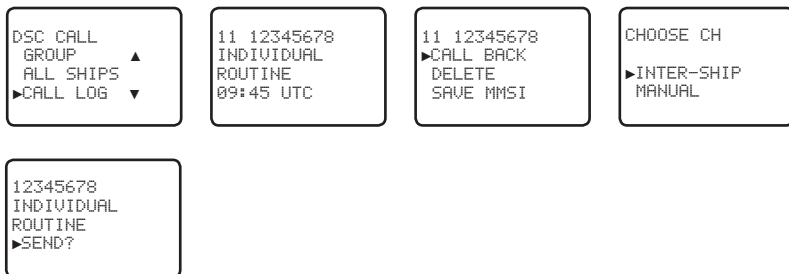 DSC CALL
GROUP ▲
ALL SHIPS
►CALL LOG ▼
11 12345678
INDIVIDUAL
ROUTINE
09:45 UTC
11 12345678
►CALL BACK
DELETE
SAVE MMSI
CHOOSE CH
►INTER-SHIP
MANUAL
12345678
INDIVIDUAL
ROUTINE
►SEND?